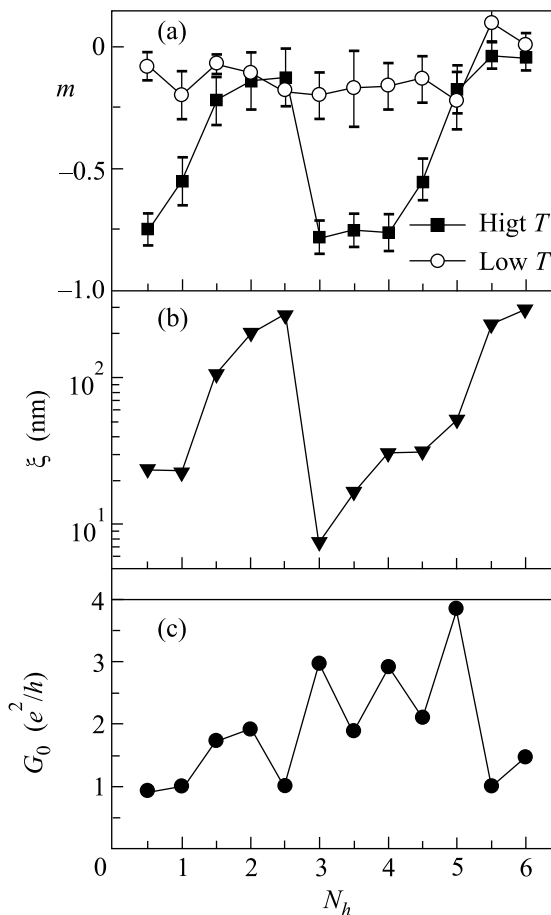 0
(a)
m
–0.5
Higt T
Low T
–1.0
(b)
10²
ξ (nm)
10¹
4
(c)
3
G₀ (e²/h)
2
1
0 1 2 3 4 5 6
N_h